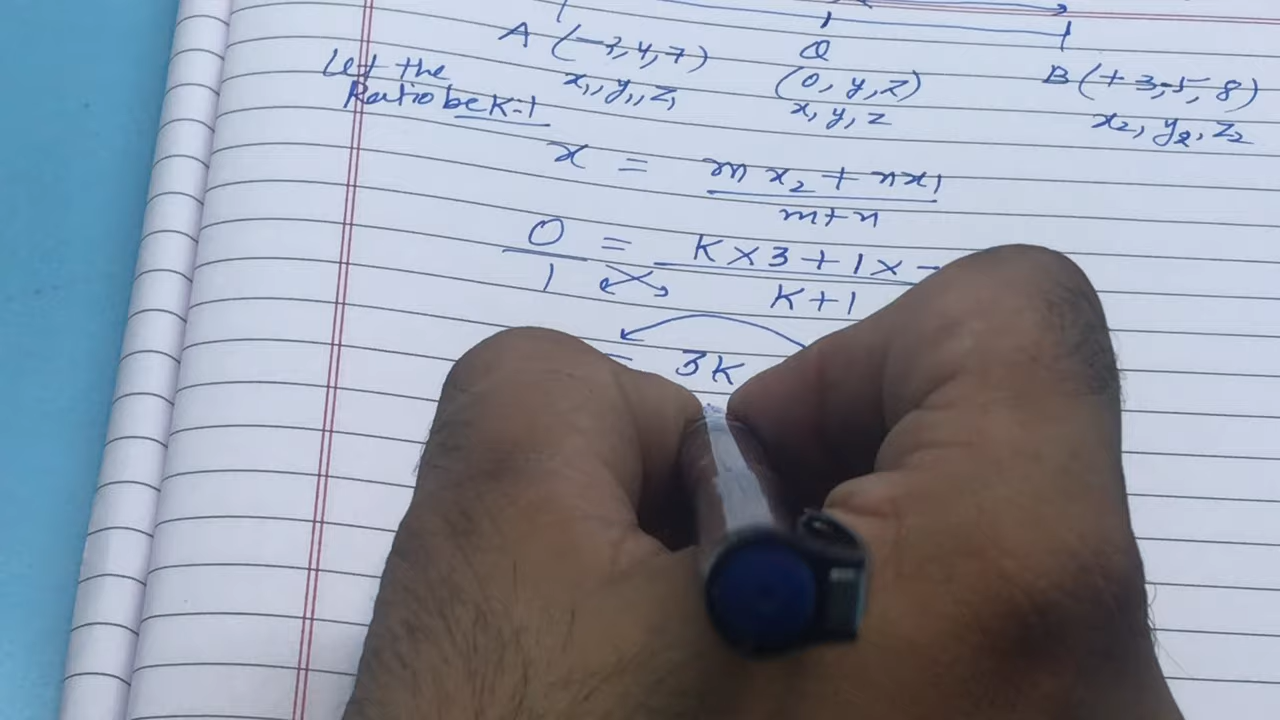 A (-3,4,7) Q B (+3,-5,8)
Let the x₁,y₁,z₁ (0,y,z) x₂,y₂,z₂
Ratio be K=1 x,y,z
x = m x₂ + nx₁
m+n
0 = K×3+1×-
1 K+1
= 3K